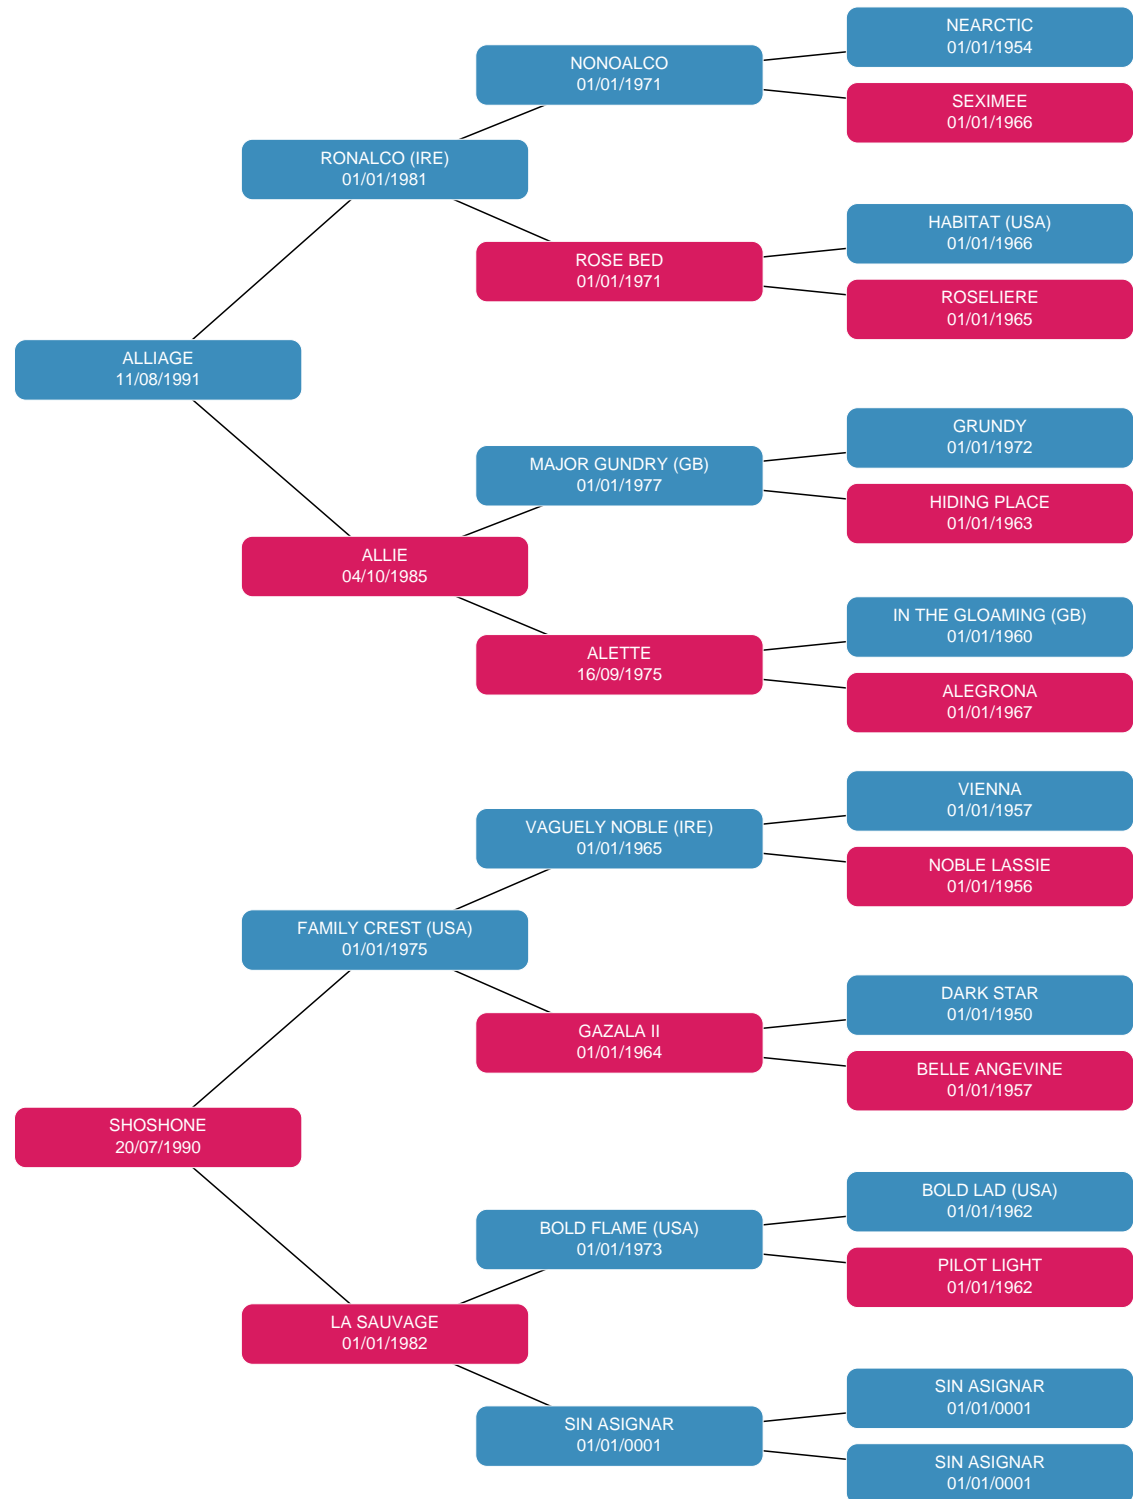 NEARCTIC
01/01/1954
NONOALCO
01/01/1971
SEXIMEE
01/01/1966
RONALCO (IRE)
01/01/1981
HABITAT (USA)
01/01/1966
ROSE BED
01/01/1971
ROSELIERE
01/01/1965
ALLIAGE
11/08/1991
GRUNDY
01/01/1972
MAJOR GUNDRY (GB)
01/01/1977
HIDING PLACE
01/01/1963
ALLIE
04/10/1985
IN THE GLOAMING (GB)
01/01/1960
ALETTE
16/09/1975
ALEGRONA
01/01/1967
VIENNA
01/01/1957
VAGUELY NOBLE (IRE)
01/01/1965
NOBLE LASSIE
01/01/1956
FAMILY CREST (USA)
01/01/1975
DARK STAR
01/01/1950
GAZALA II
01/01/1964
BELLE ANGEVINE
01/01/1957
SHOSHONE
20/07/1990
BOLD LAD (USA)
01/01/1962
BOLD FLAME (USA)
01/01/1973
PILOT LIGHT
01/01/1962
LA SAUVAGE
01/01/1982
SIN ASIGNAR
01/01/0001
SIN ASIGNAR
01/01/0001
SIN ASIGNAR
01/01/0001